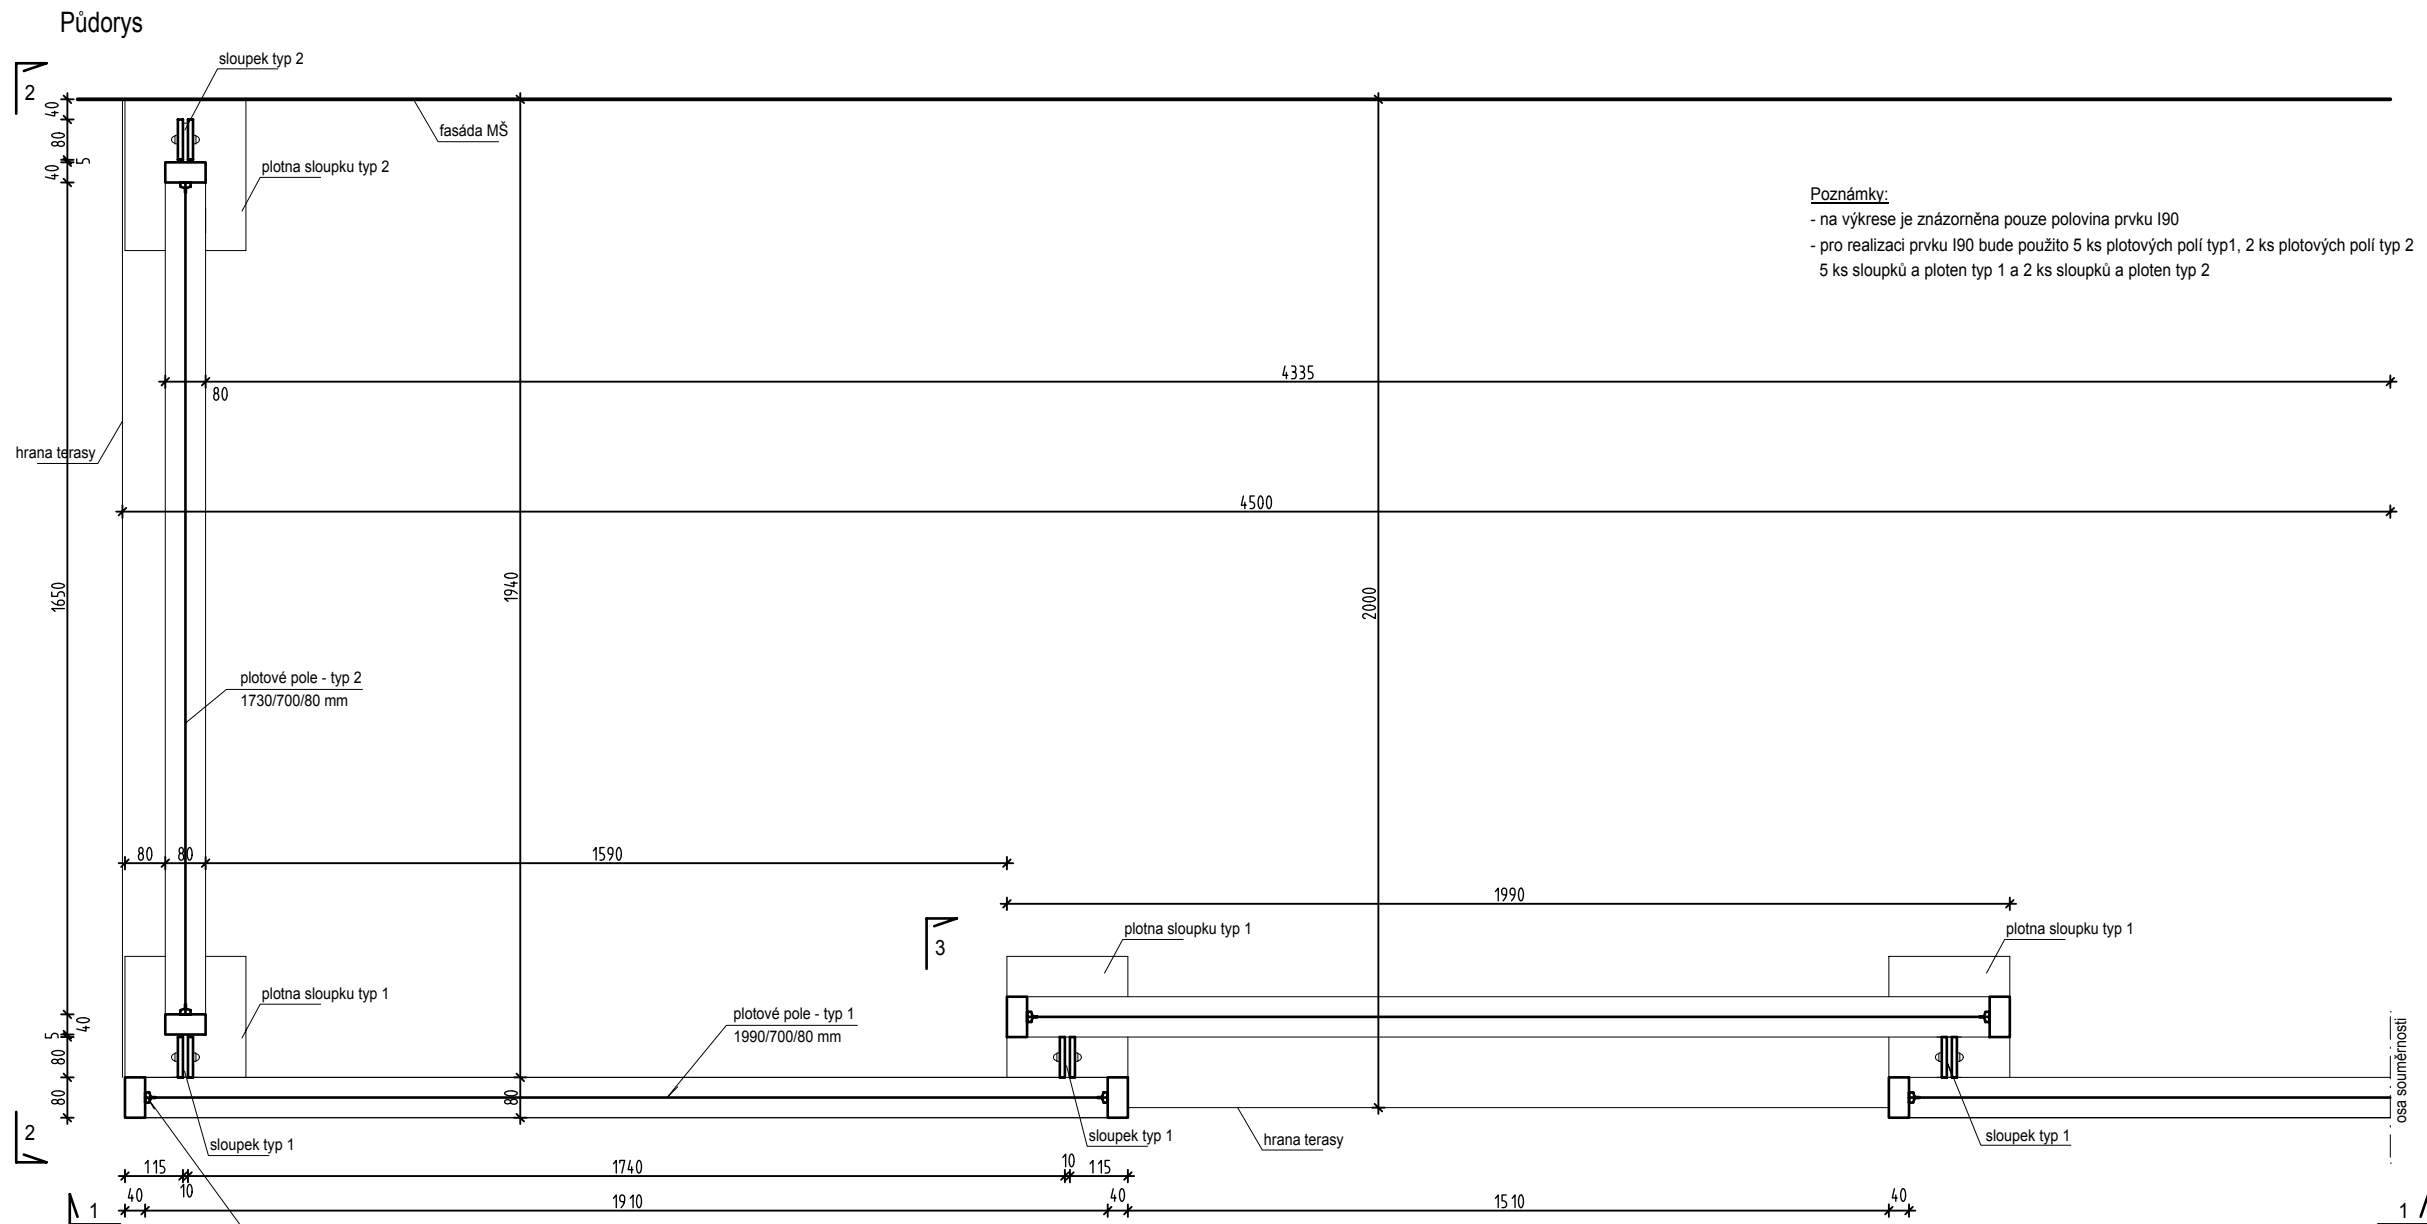 Půdorys
sloupek typ 2
2
40
fasáda MŠ
80
5
plotna sloupku typ 2
40
Poznámky:
- na výkrese je znázorněna pouze polovina prvku I90
- pro realizaci prvku I90 bude použito 5 ks plotových polí typ1, 2 ks plotových polí typ 2
5 ks sloupků a ploten typ 1 a 2 ks sloupků a ploten typ 2
4335
80
hrana terasy
4500
1650
1940
2000
plotové pole - typ 2
1730/700/80 mm
80
80
1590
1990
3
plotna sloupku typ 1
plotna sloupku typ 1
plotna sloupku typ 1
plotové pole - typ 1
1990/700/80 mm
40
5
80
80
80
osa souměrnosti
2
sloupek typ 1
sloupek typ 1
hrana terasy
sloupek typ 1
115
10
1740
10
115
40
1910
40
1510
40
1
1